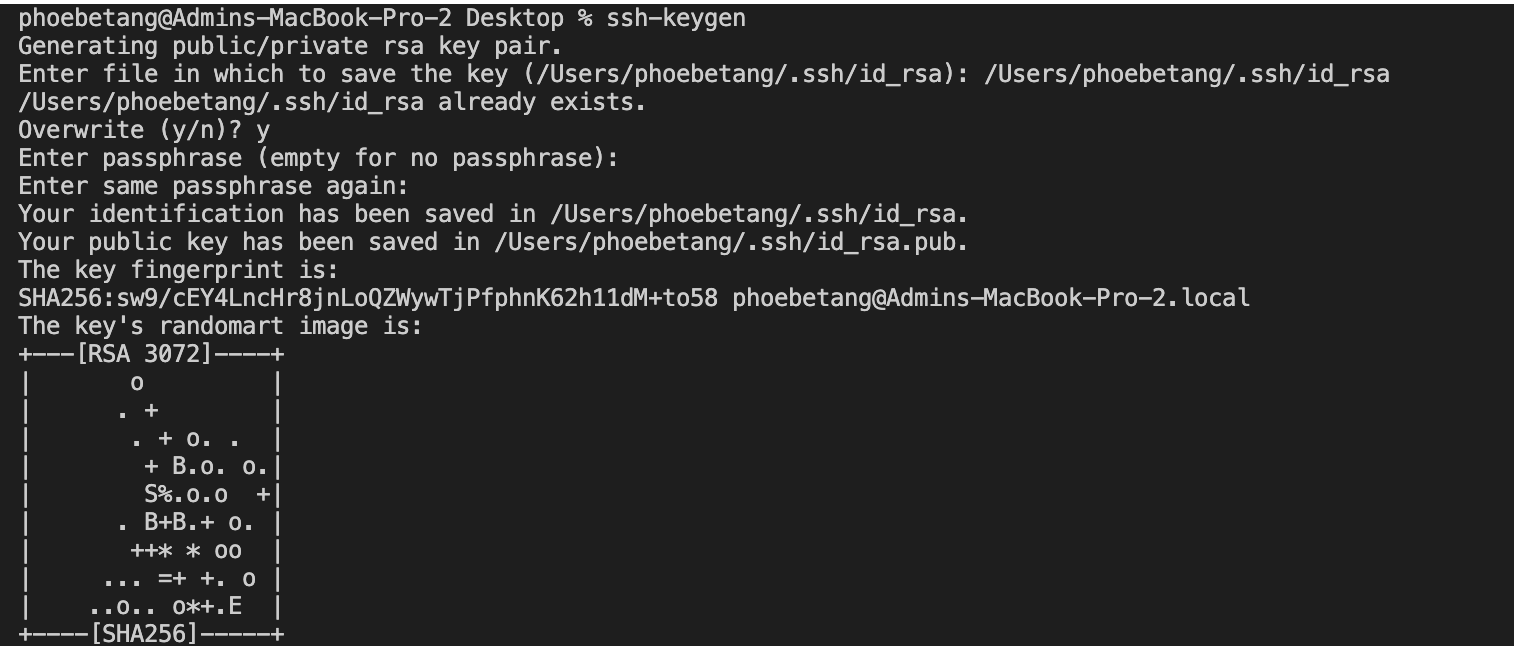 phoebetang@Admins-MacBook-Pro-2 Desktop % ssh-keygen
Generating public/private rsa key pair.
Enter file in which to save the key (/Users/phoebetang/.ssh/id_rsa): /Users/phoebetang/.ssh/id_rsa
/Users/phoebetang/.ssh/id_rsa already exists.
Overwrite (y/n)? y
Enter passphrase (empty for no passphrase):
Enter same passphrase again:
Your identification has been saved in /Users/phoebetang/.ssh/id_rsa.
Your public key has been saved in /Users/phoebetang/.ssh/id_rsa.pub.
The key fingerprint is:
SHA256:sw9/cEY4LncHr8jnLoQZWywTjPfphnK62h11dM+to58 phoebetang@Admins-MacBook-Pro-2.local
The key's randomart image is:
+---[RSA 3072]----+
|       o         |
|      . +        |
|       . + o. .  |
|        + B.o. o.|
|        S%.o.o  +|
|      . B+B.+ o. |
|       ++* * oo  |
|     ... =+ +. o |
|    ..o.. o*+.E  |
+----[SHA256]-----+